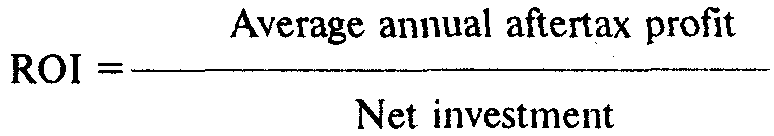 Average annual aftertax profit
ROI =
Net investment